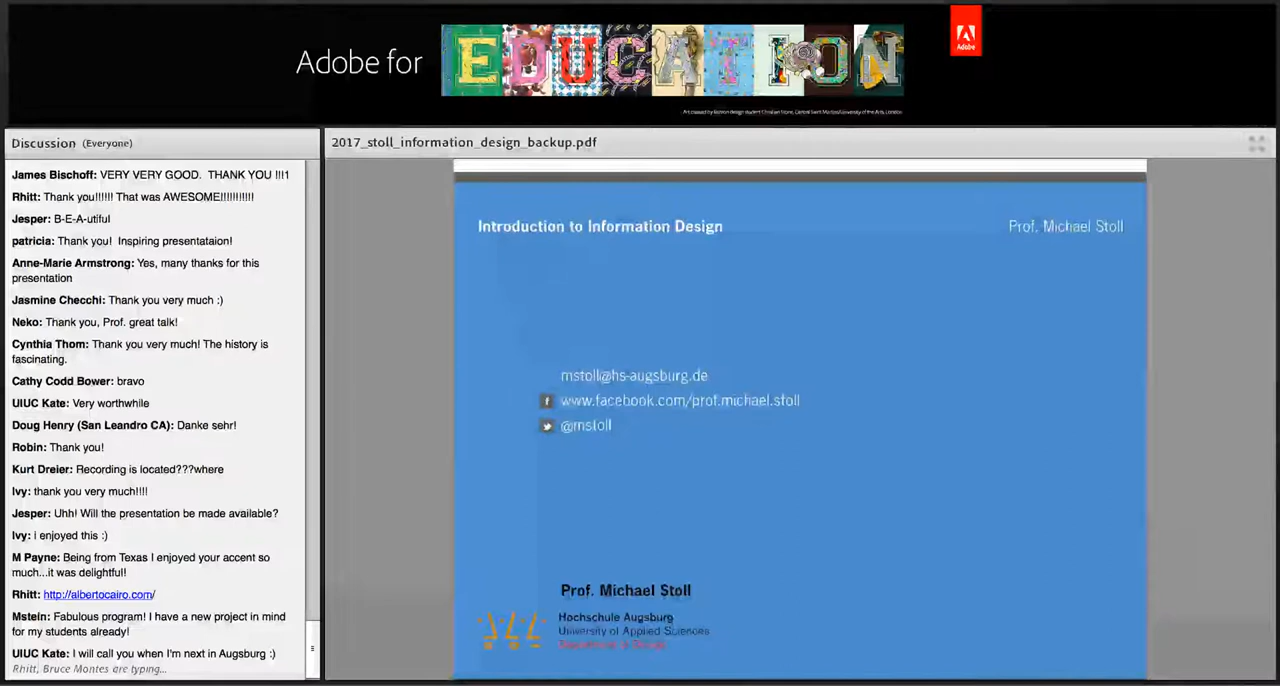 Adobe for EDUCATION
Adobe
Discussion (Everyone)
James Bischoff: VERY VERY GOOD. THANK YOU !!!1
Rhitt: Thank you!!!!!! That was AWESOME!!!!!!!!!!!
Jesper: B-E-A-utiful
patricia: Thank you! Inspiring presentataion!
Anne-Marie Armstrong: Yes, many thanks for this
presentation
Jasmine Checchi: Thank you very much :)
Neko: Thank you, Prof. great talk!
Cynthia Thom: Thank you very much! The history is
fascinating.
Cathy Codd Bower: bravo
UIUC Kate: Very worthwhile
Doug Henry (San Leandro CA): Danke sehr!
Robin: Thank you!
Kurt Dreier: Recording is located???where
Ivy: thank you very much!!!!
Jesper: Uhh! Will the presentation be made available?
Ivy: i enjoyed this :)
M Payne: Being from Texas I enjoyed your accent so
much...it was delightful!
Rhitt: http://albertocairo.com/
Mstein: Fabulous program! I have a new project in mind
for my students already!
UIUC Kate: I will call you when I'm next in Augsburg :)
Rhitt, Bruce Montes are typing...
2017_stoll_information_design_backup.pdf
Introduction to Information Design
Prof. Michael Stoll
mstoll@hs-augsburg.de
www.facebook.com/prof.michael.stoll
@mstoll
Prof. Michael Stoll
Hochschule Augsburg
University of Applied Sciences